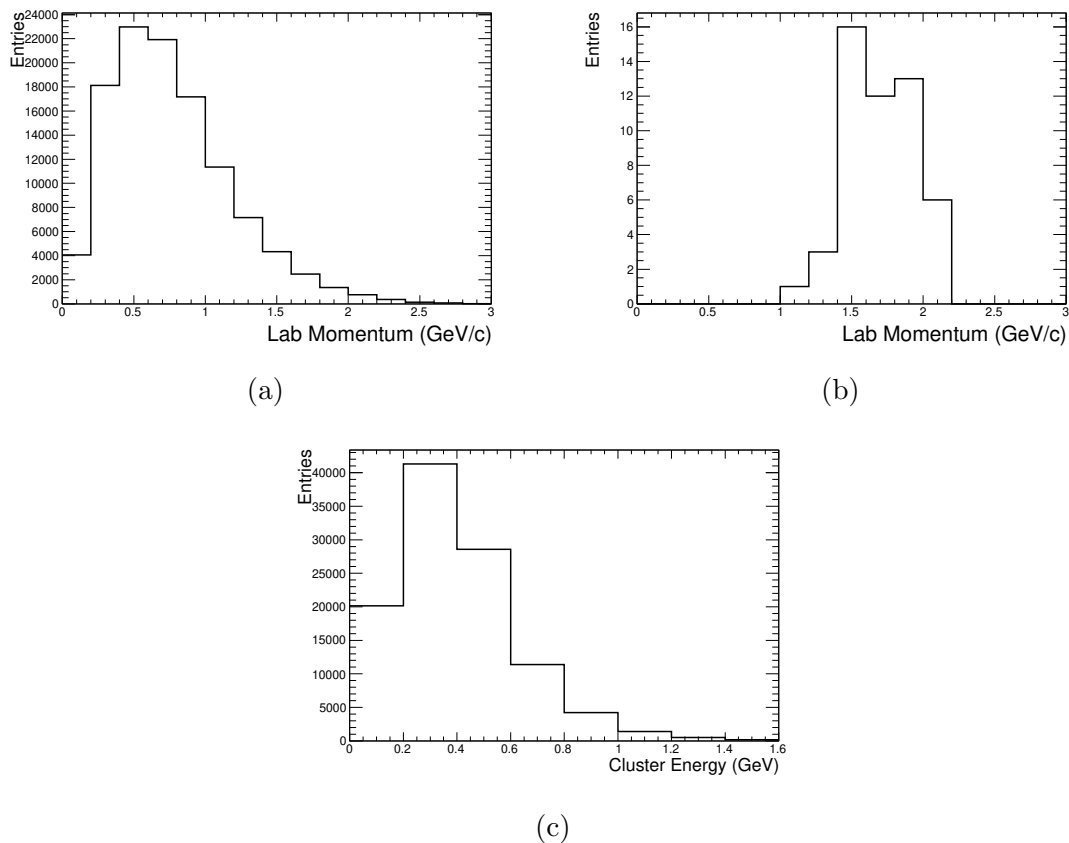 Entries
24000
22000
20000
18000
16000
14000
12000
10000
8000
6000
4000
2000
0
0 0.5 1 1.5 2 2.5 3
Lab Momentum (GeV/c)
(a)
Entries
16
14
12
10
8
6
4
2
0
0 0.5 1 1.5 2 2.5 3
Lab Momentum (GeV/c)
(b)
Entries
40000
35000
30000
25000
20000
15000
10000
5000
0
0 0.2 0.4 0.6 0.8 1 1.2 1.4 1.6
Cluster Energy (GeV)
(c)